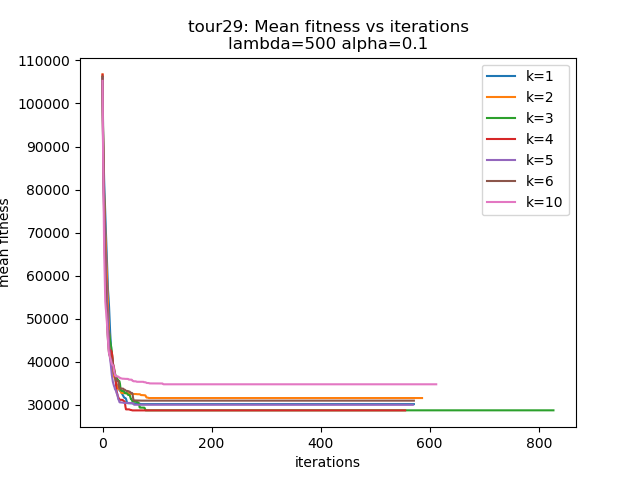 tour29: Mean fitness vs iterations
lambda=500 alpha=0.1
110000
100000
90000
80000
70000
60000
50000
40000
30000
mean fitness
0
200
400
600
800
iterations
k=1
k=2
k=3
k=4
k=5
k=6
k=10